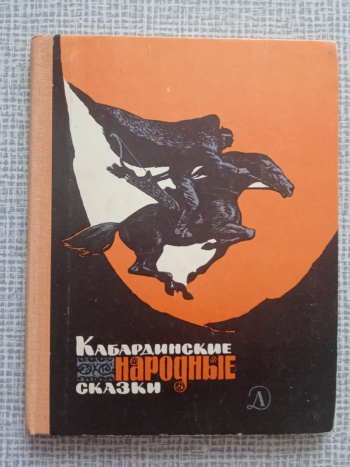 Кабардинские
народные
сказки
Д